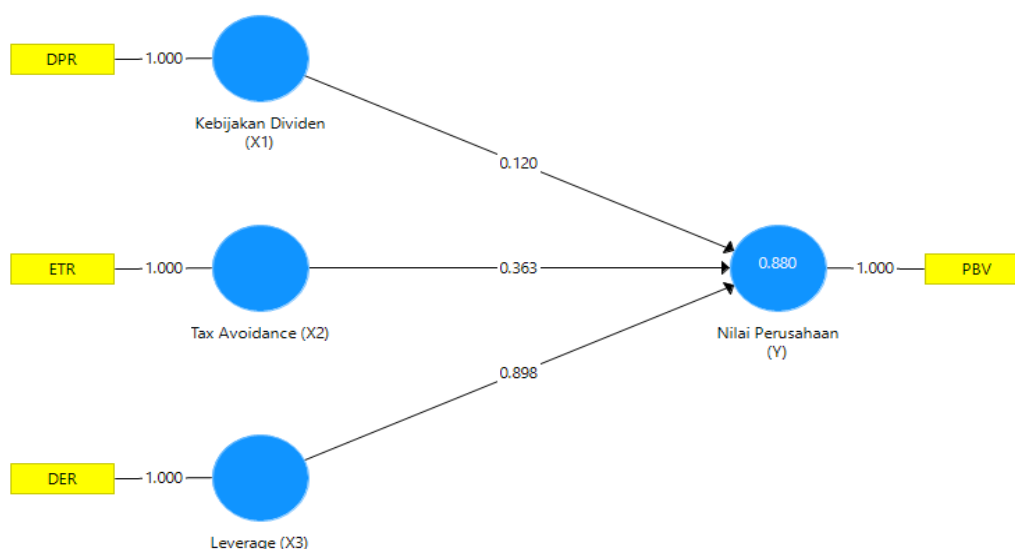 DPR
1.000
Kebijakan Dividen
(X1)
0.120
ETR
1.000
Tax Avoidance (X2)
0.363
0.880
1.000
PBV
Nilai Perusahaan
(Y)
0.898
DER
1.000
Leverage (X3)